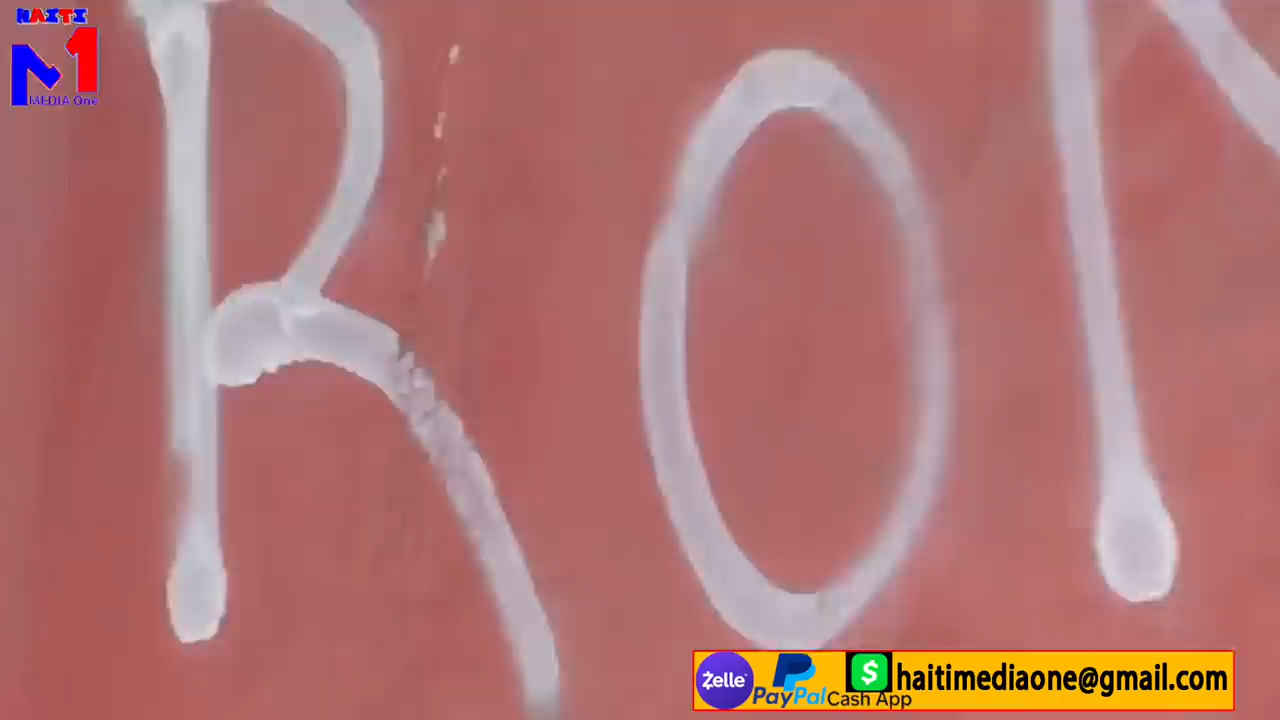 HAITI
M1
MEDIA One
RO
Zelle
PayPal
$
Cash App
haitimediaone@gmail.com